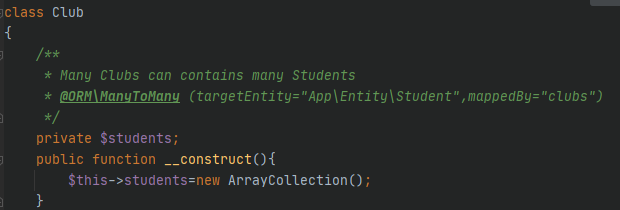 class Club
{
/**
* Many Clubs can contains many Students
* @ORM\ManyToMany (targetEntity="App\Entity\Student",mappedBy="clubs")
*/
private $students;
public function __construct(){
$this->students=new ArrayCollection();
}